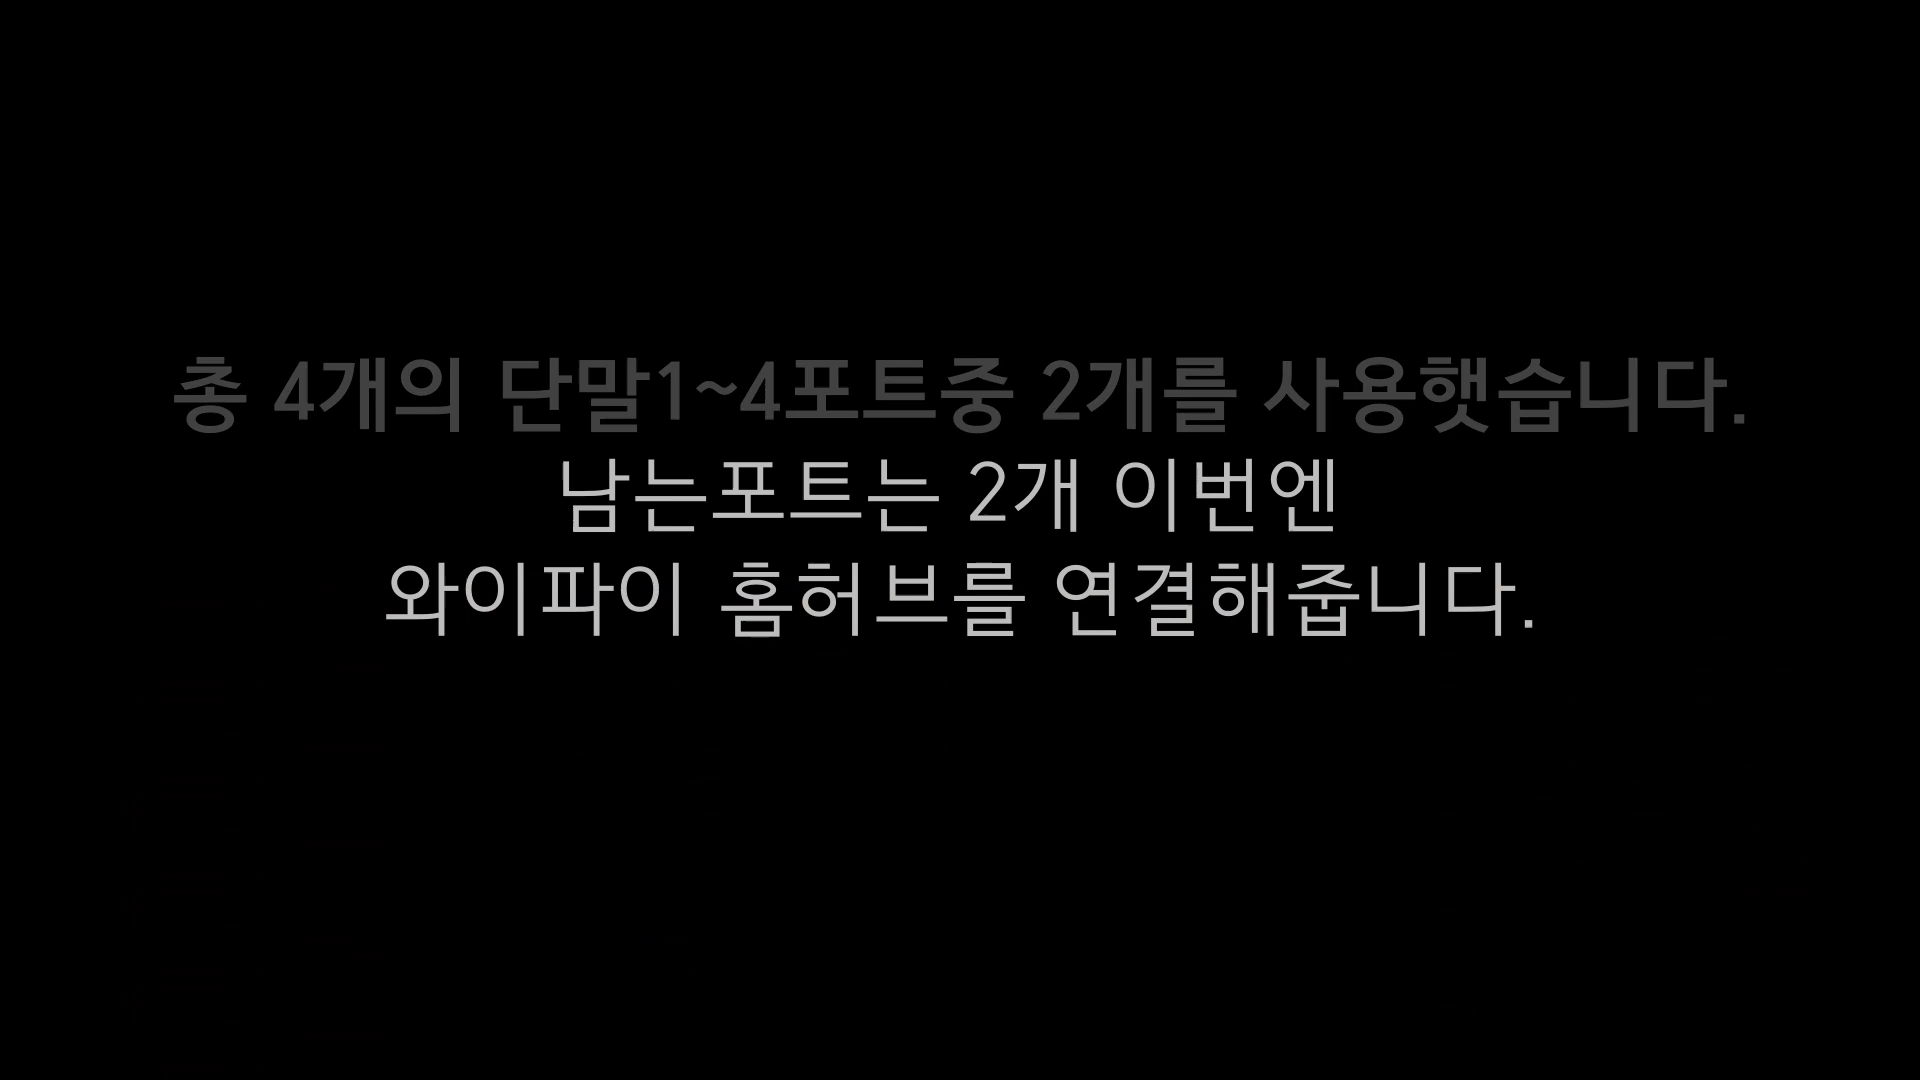 총 4개의 단말1~4포트중 2개를 사용햇습니다.
남는포트는 2개 이번엔
와이파이 홈허브를 연결해줍니다.